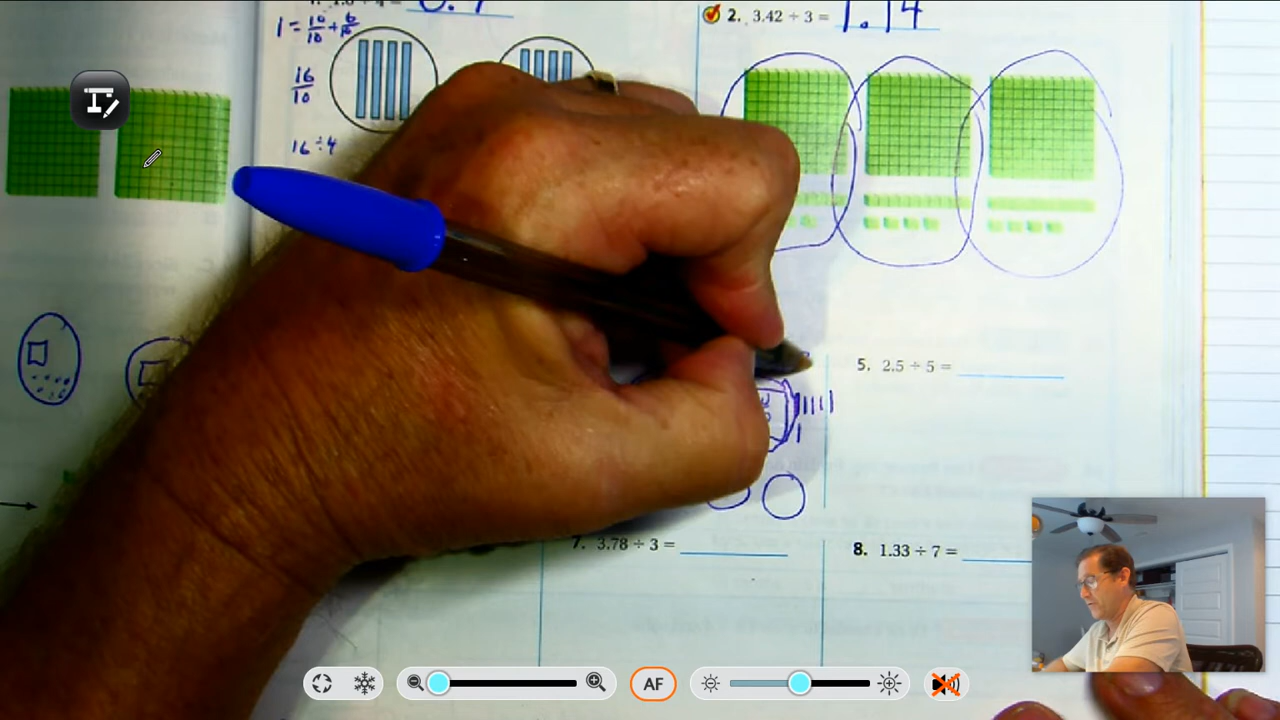 1 = 10/10 + 6/10
16/10
16 ÷ 4
2. 3.42 ÷ 3 = 1.14
5. 2.5 ÷ 5 =
7. 3.78 ÷ 3 =
8. 1.33 ÷ 7 =
AF